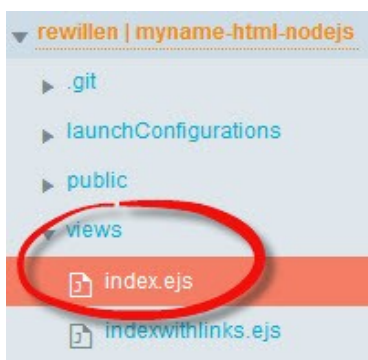 rewillen | myname-html-nodejs
.git
launchConfigurations
public
views
index.ejs
indexwithlinks.ejs